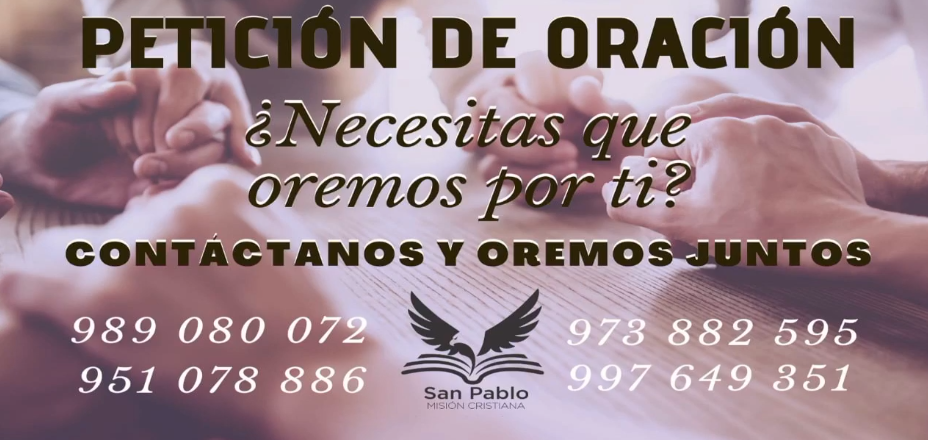 PETICIÓN DE ORACIÓN
¿Necesitas que
oremos por ti?
CONTÁCTANOS Y OREMOS JUNTOS
989 080 072
951 078 886
973 882 595
997 649 351
San Pablo
MISIÓN CRISTIANA